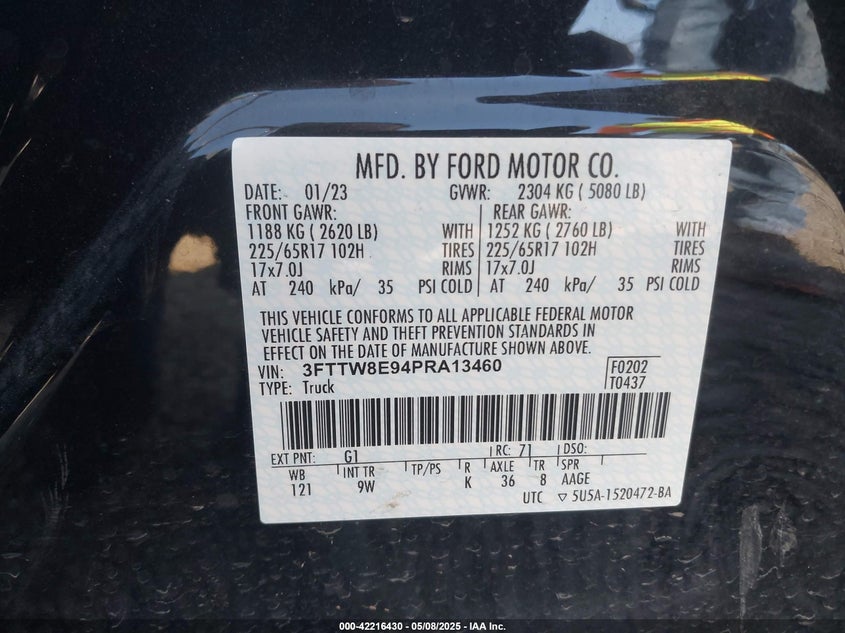 MFD. BY FORD MOTOR CO.
DATE: 01/23 GVWR: 2304 KG ( 5080 LB)
FRONT GAWR: REAR GAWR:
1188 KG ( 2620 LB) WITH 1252 KG ( 2760 LB) WITH
225/65R17 102H TIRES 225/65R17 102H TIRES
17x7.0J RIMS 17x7.0J RIMS
AT 240 kPa/ 35 PSI COLD AT 240 kPa/ 35 PSI COLD
THIS VEHICLE CONFORMS TO ALL APPLICABLE FEDERAL MOTOR
VEHICLE SAFETY AND THEFT PREVENTION STANDARDS IN
EFFECT ON THE DATE OF MANUFACTURE SHOWN ABOVE.
VIN: 3FTTW8E94PRA13460 F0202
TYPE: Truck T0437
EXT PNT: G1 RC: 71 DSO:
WB INT TR TP/PS R AXLE TR SPR
121 9W K 36 8 AAGE
UTC ▽ 5U5A-1520472-BA
000-42216430 - 05/08/2025 - IAA Inc.